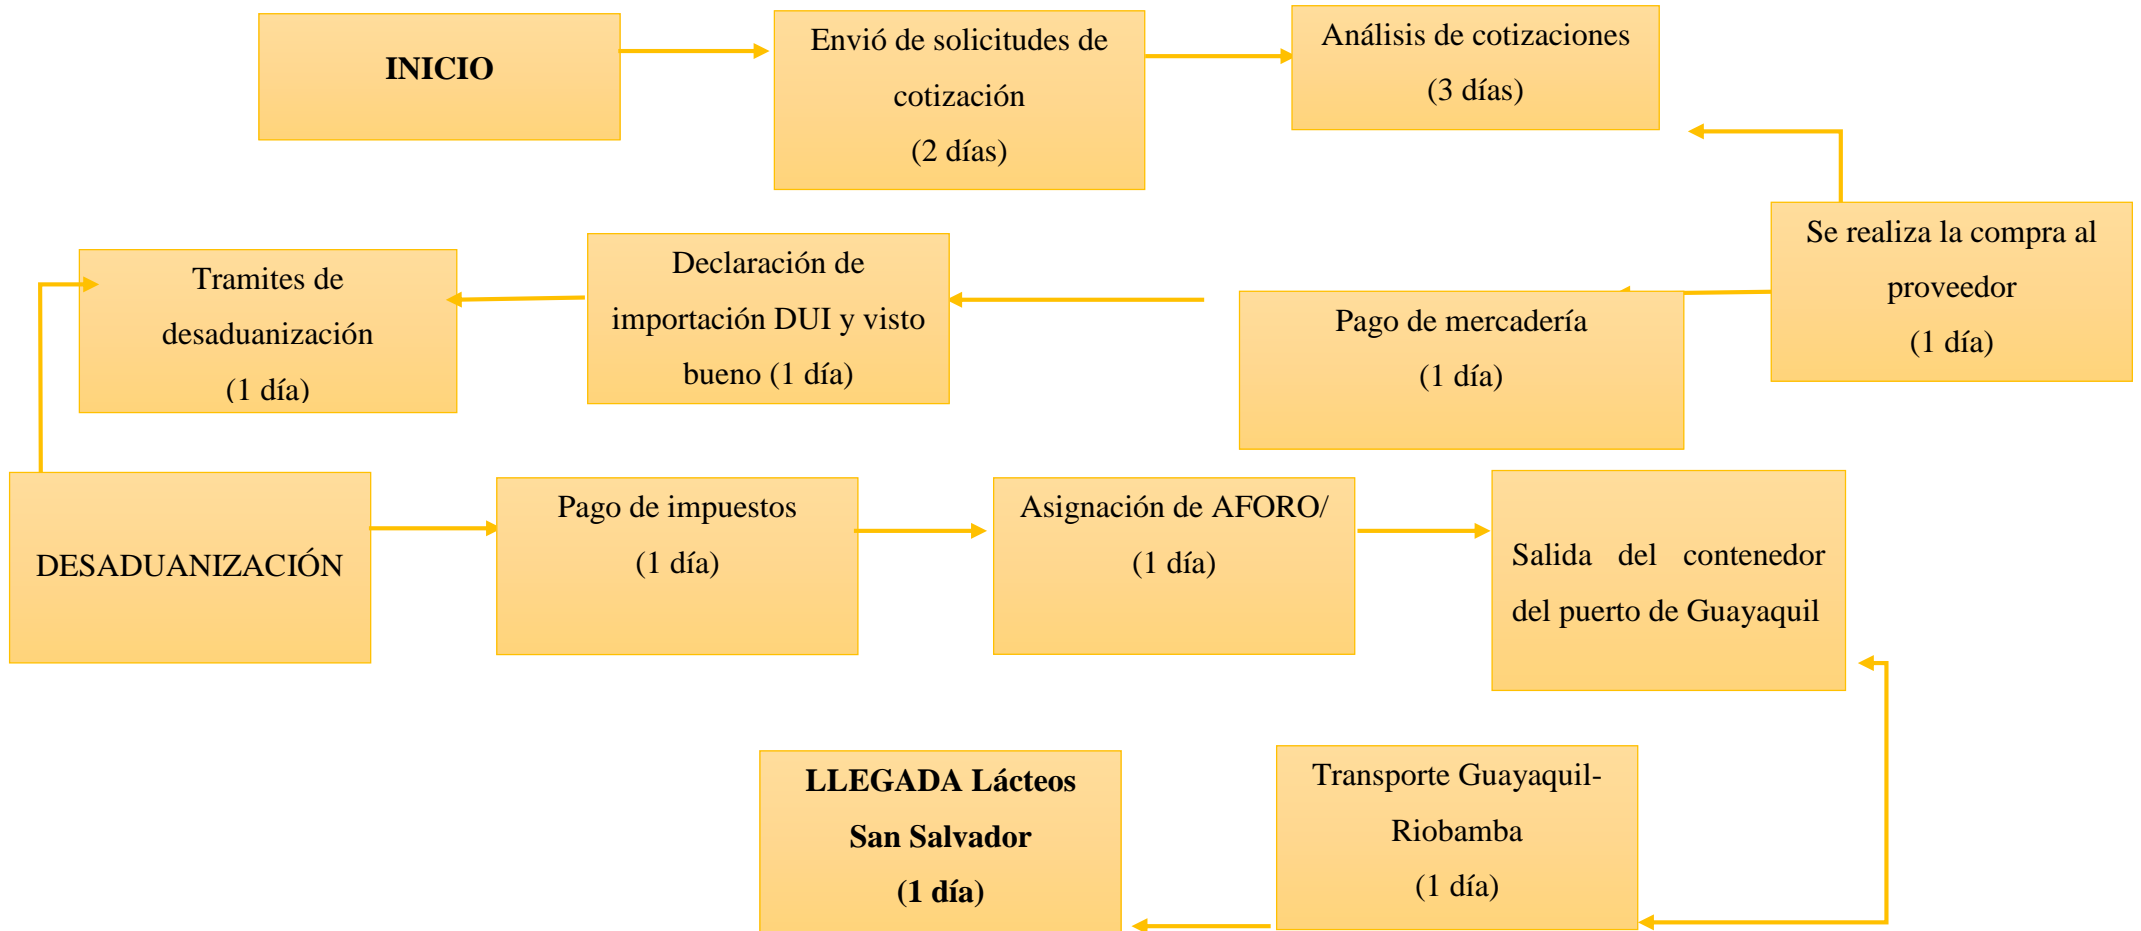 INICIO
Envió de solicitudes de
cotización
(2 días)
Análisis de cotizaciones
(3 días)
Se realiza la compra al
proveedor
(1 día)
Pago de mercadería
(1 día)
Declaración de
importación DUI y visto
bueno (1 día)
Tramites de
desaduanización
(1 día)
DESADUANIZACIÓN
Pago de impuestos
(1 día)
Asignación de AFORO/
(1 día)
Salida del contenedor
del puerto de Guayaquil
Transporte Guayaquil-
Riobamba
(1 día)
LLEGADA Lácteos
San Salvador
(1 día)